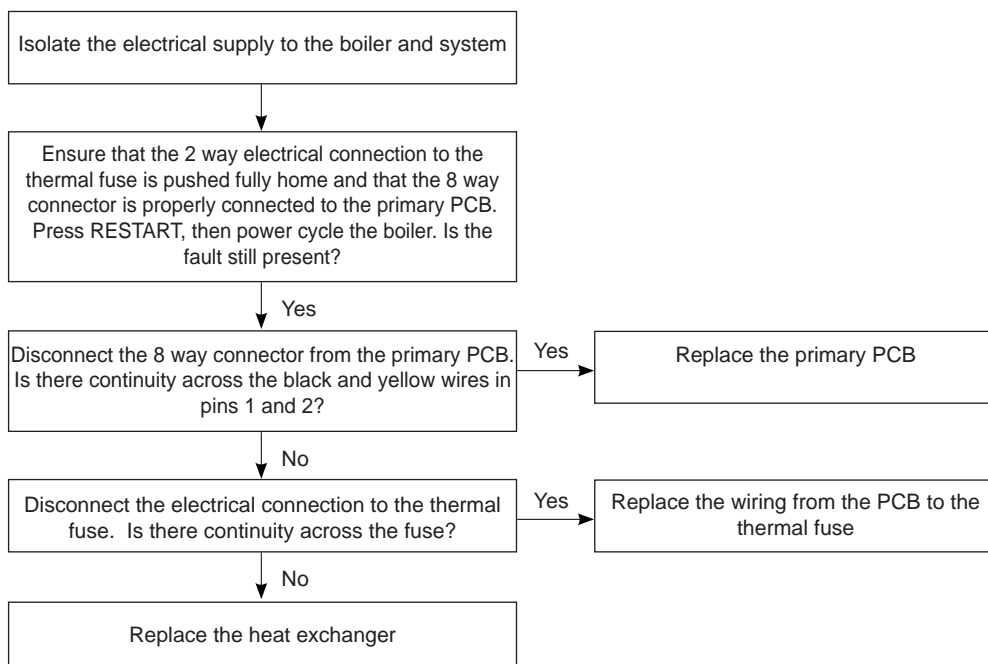 Isolate the electrical supply to the boiler and system
Ensure that the 2 way electrical connection to the
thermal fuse is pushed fully home and that the 8 way
connector is properly connected to the primary PCB.
Press RESTART, then power cycle the boiler. Is the
fault still present?
Yes
Disconnect the 8 way connector from the primary PCB.
Is there continuity across the black and yellow wires in
pins 1 and 2?
Yes
Replace the primary PCB
No
Disconnect the electrical connection to the thermal
fuse. Is there continuity across the fuse?
Yes
Replace the wiring from the PCB to the
thermal fuse
No
Replace the heat exchanger